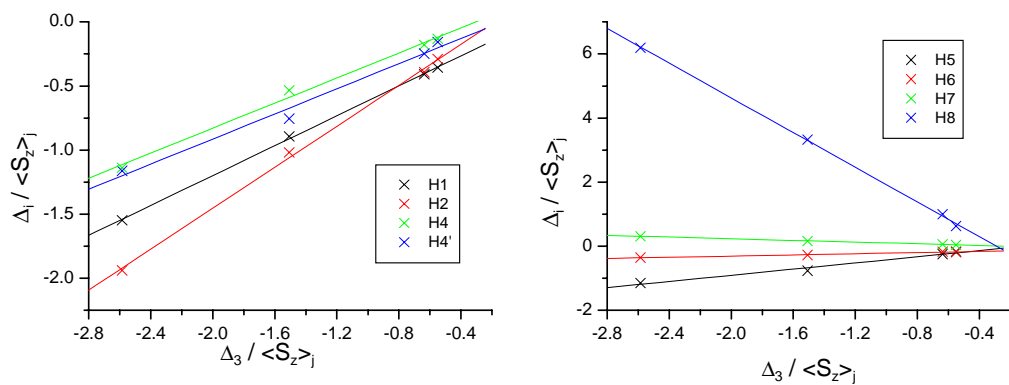 0.0
-0.5
-1.0
-1.5
-2.0
Δi / <Sz>j
-2.8 -2.4 -2.0 -1.6 -1.2 -0.8 -0.4
Δ3 / <Sz>j
H1
H2
H4
H4'
6
4
2
0
-2
Δi / <Sz>j
-2.8 -2.4 -2.0 -1.6 -1.2 -0.8 -0.4
Δ3 / <Sz>j
H5
H6
H7
H8